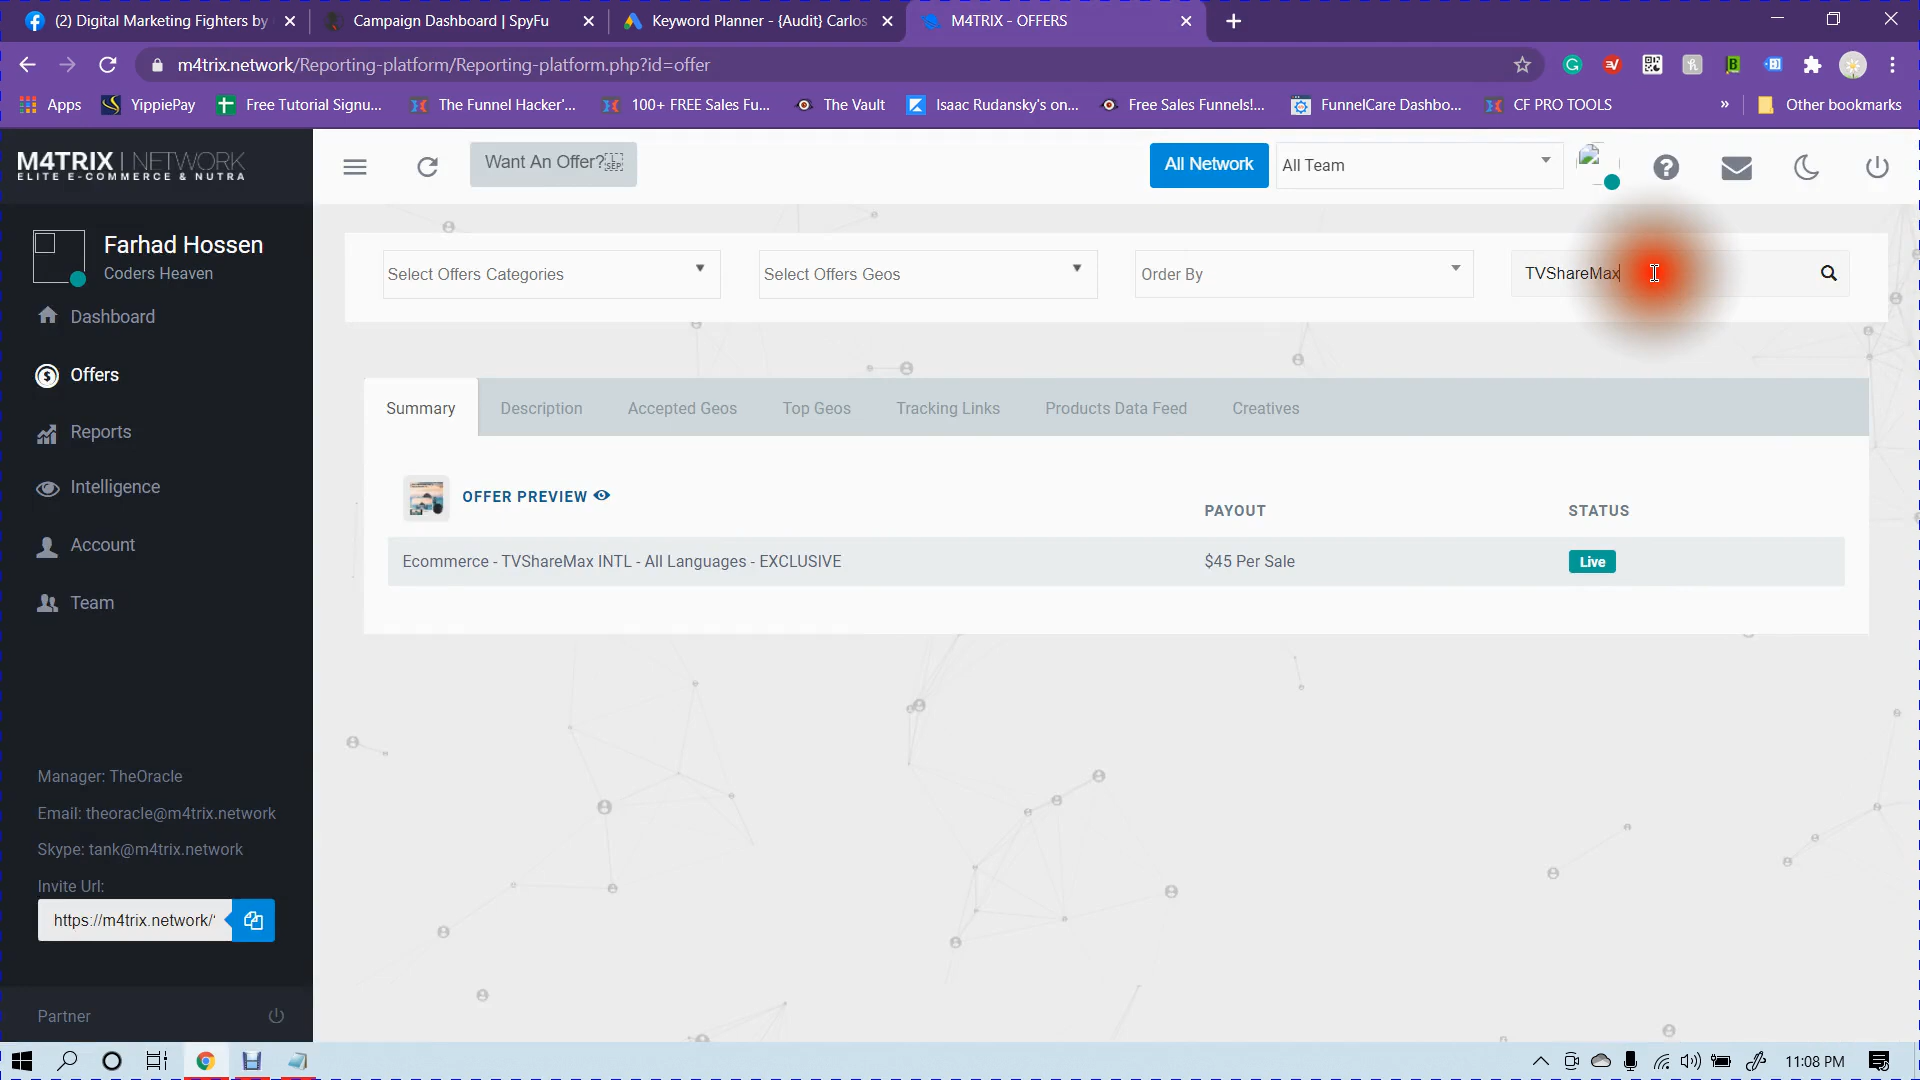 (2) Digital Marketing Fighters by
Campaign Dashboard | SpyFu
Keyword Planner - {Audit} Carlos
M4TRIX - OFFERS
m4trix.network/Reporting-platform/Reporting-platform.php?id=offer
Apps
YippiePay
Free Tutorial Signu...
The Funnel Hacker'...
100+ FREE Sales Fu...
The Vault
Isaac Rudansky's on...
Free Sales Funnels!...
FunnelCare Dashbo...
CF PRO TOOLS
»
Other bookmarks
M4TRIX | NETWORK
ELITE E-COMMERCE & NUTRA
Want An Offer?
All Network
All Team
Farhad Hossen
Coders Heaven
Select Offers Categories
Select Offers Geos
Order By
TVShareMax
Dashboard
Offers
Reports
Intelligence
Account
Team
Summary
Description
Accepted Geos
Top Geos
Tracking Links
Products Data Feed
Creatives
OFFER PREVIEW
PAYOUT
STATUS
Ecommerce - TVShareMax INTL - All Languages - EXCLUSIVE
$45 Per Sale
Live
Manager: TheOracle
Email: theoracle@m4trix.network
Skype: tank@m4trix.network
Invite Url:
https://m4trix.network/
Partner
11:08 PM